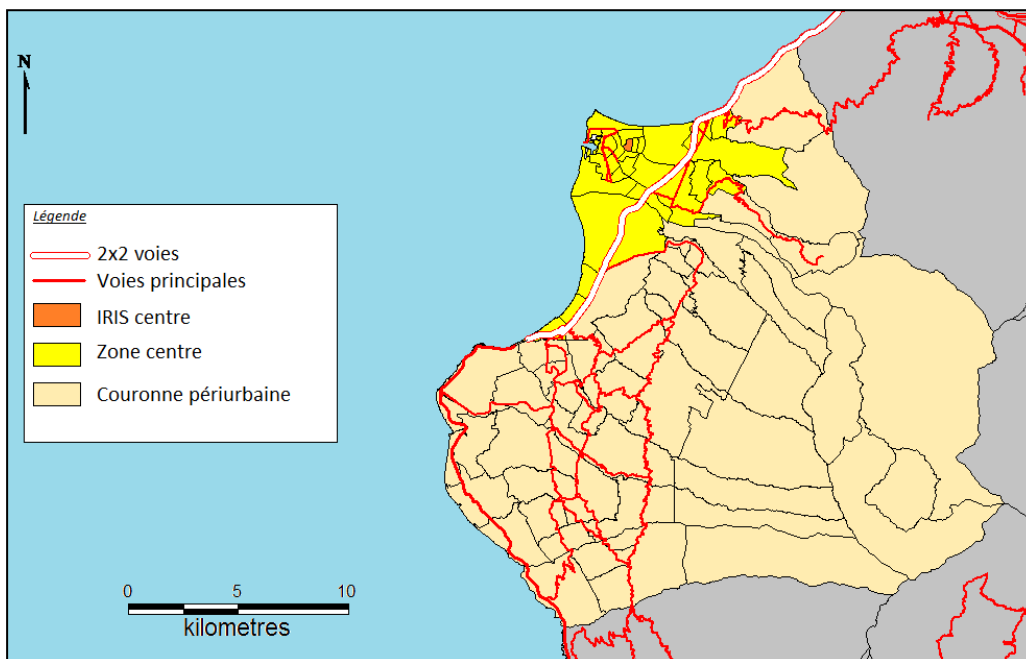 N
Légende
2x2 voies
Voies principales
IRIS centre
Zone centre
Couronne périurbaine
0 5 10
kilometres